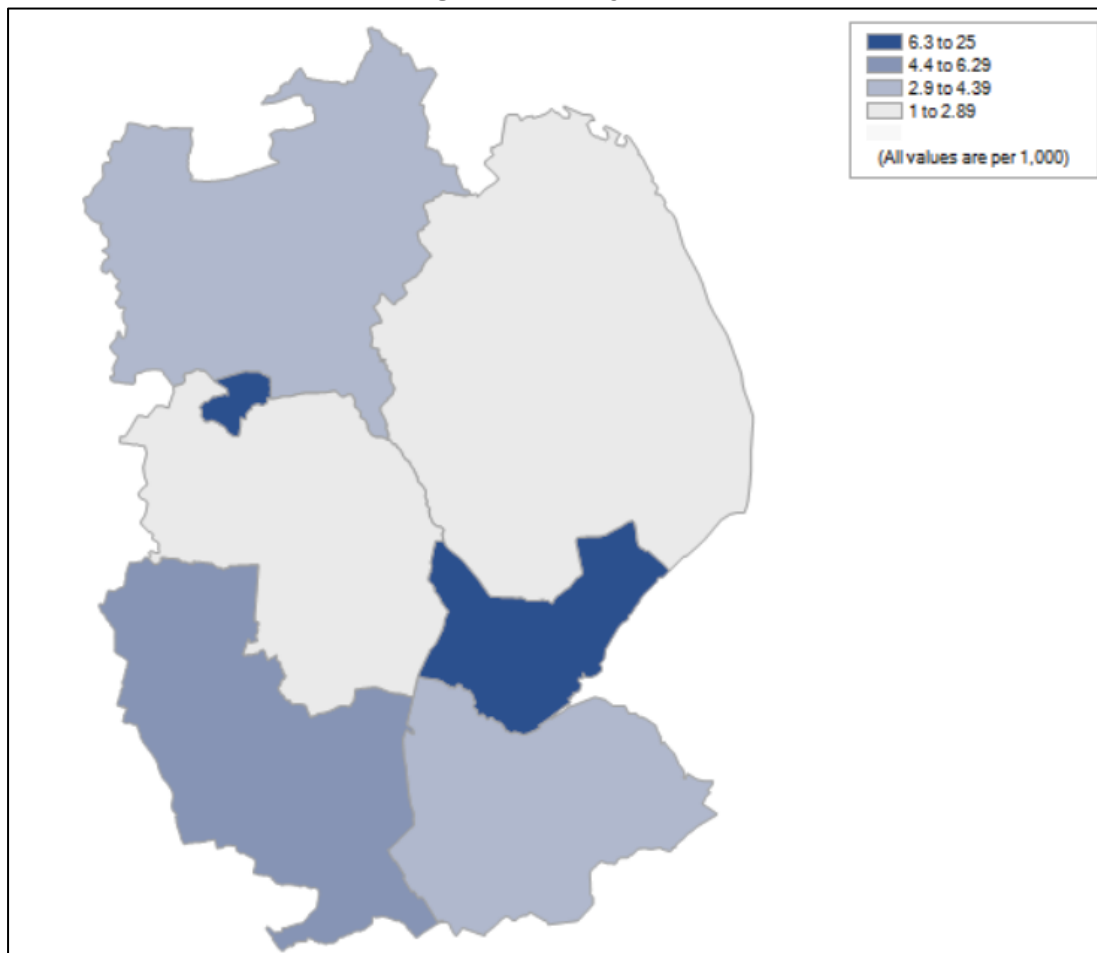 6.3 to 25
4.4 to 6.29
2.9 to 4.39
1 to 2.89
(All values are per 1,000)